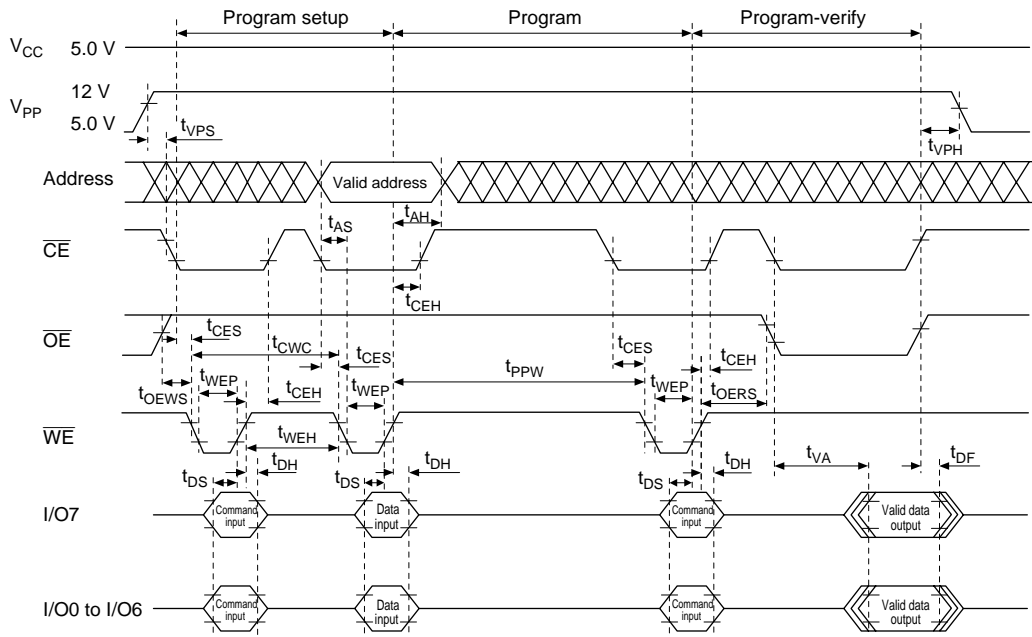 Program setup Program Program-verify
VCC 5.0 V
12 V
VPP
5.0 V
tVPS
tVPH
Address Valid address
tAH
tAS
CE
tCEH
OE
tCES
tCWC tCES tCES tCEH
tPPW
tWEP tWEP tWEP
tOEWS tCEH tOERS
WE
tWEH tVA
tDH tDH tDH tDF
tDS tDS tDS
I/O7 Command input Data input Command input Valid data output
I/O0 to I/O6 Command input Data input Command input Valid data output